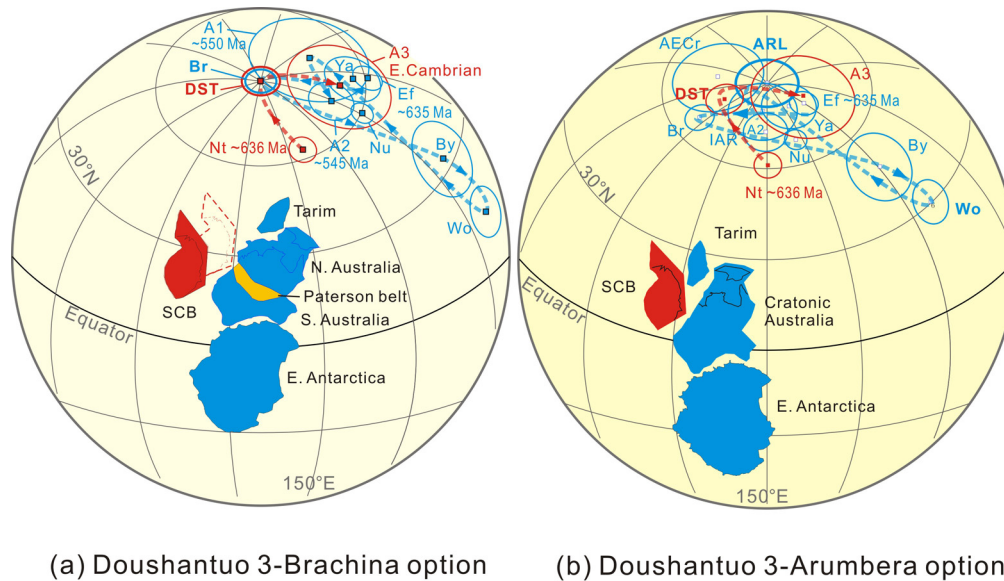 A1
~550 Ma
Br
DST
Ya
A3
E.Cambrian
Ef
~635 Ma
Nt ~636 Ma
A2
~545 Ma
Nu
By
Wo
30°N
Tarim
N. Australia
Paterson belt
S. Australia
SCB
Equator
E. Antarctica
150°E
(a) Doushantuo 3-Brachina option
AECr
ARL
A3
DST
Ef ~635 Ma
Br
IAR
A2
Ya
Nu
By
Nt ~636 Ma
Wo
30°N
Tarim
SCB
Cratonic
Australia
Equator
E. Antarctica
150°E
(b) Doushantuo 3-Arumbera option